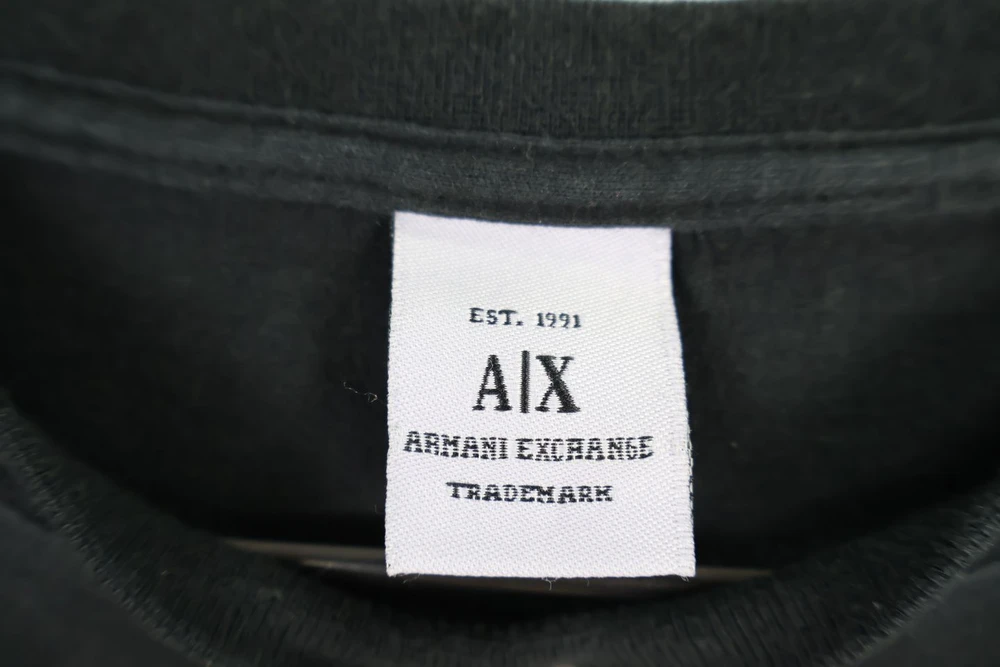 EST. 1991
A|X
ARMANI EXCHANGE
TRADEMARK